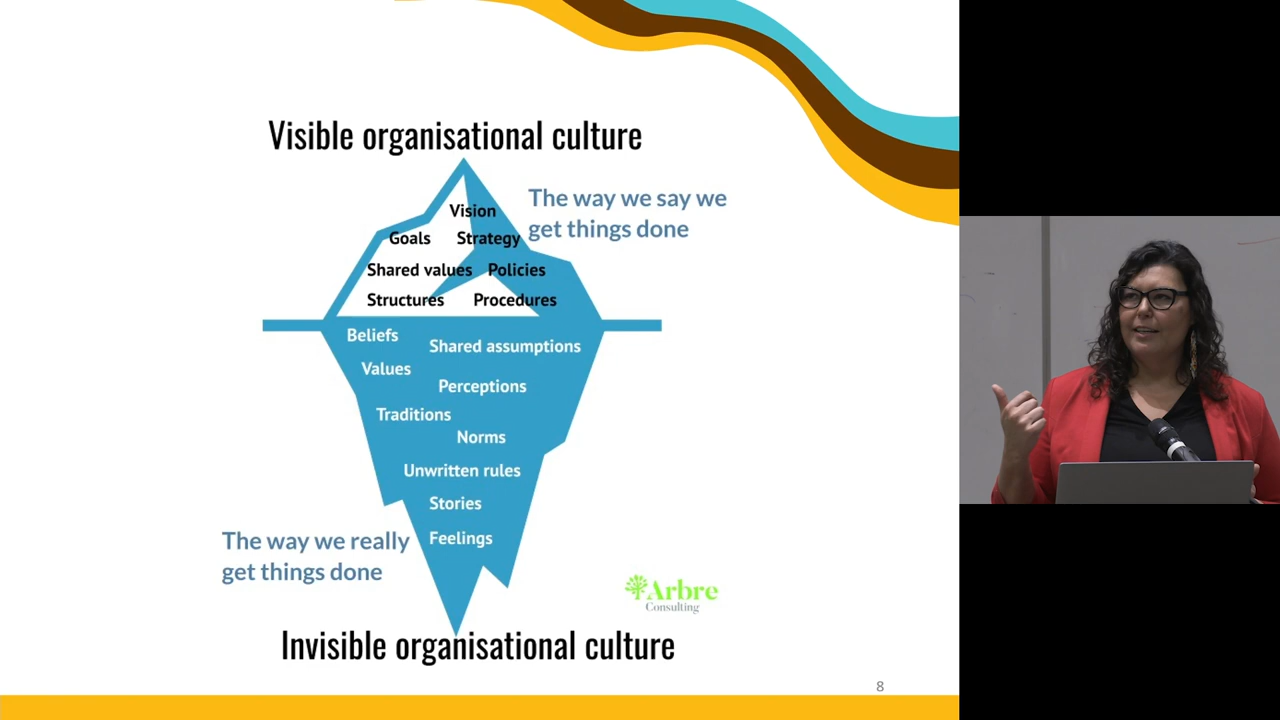 Visible organisational culture
The way we say we
get things done
Vision
Goals Strategy
Shared values Policies
Structures Procedures
Beliefs
Shared assumptions
Values
Perceptions
Traditions
Norms
Unwritten rules
Stories
Feelings
The way we really
get things done
Arbre
Consulting
Invisible organisational culture
8